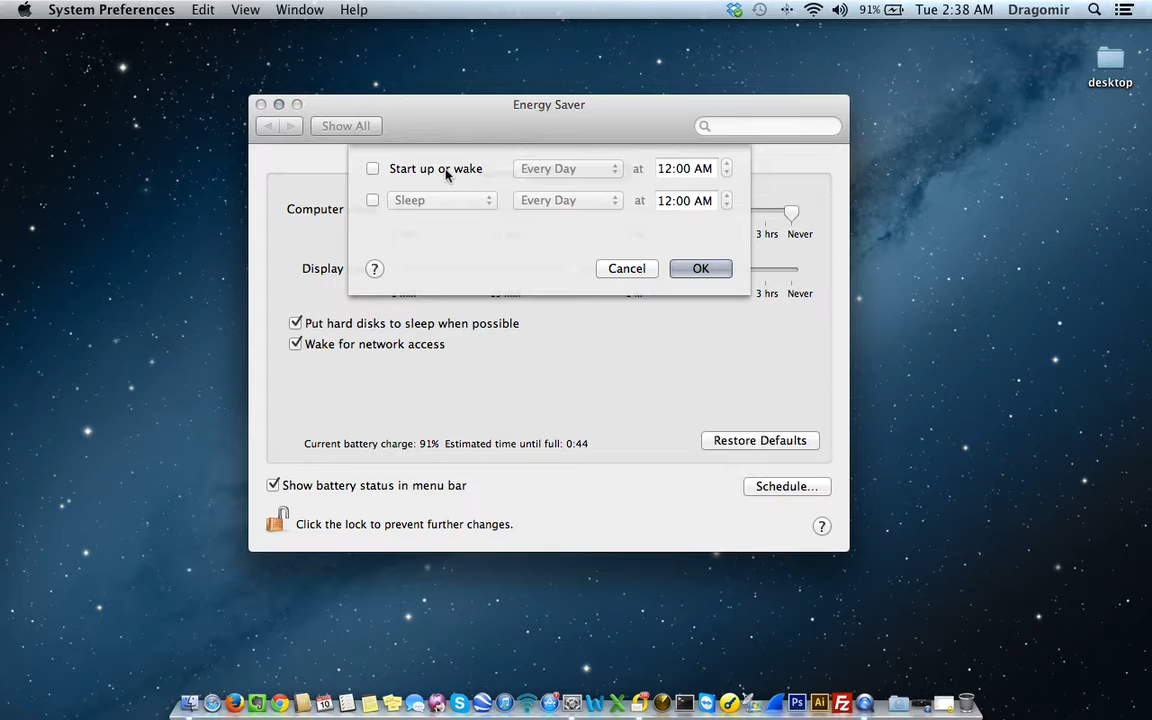 System Preferences Edit View Window Help 91% Tue 2:38 AM Dragomir
desktop
Energy Saver
Show All
Start up or wake Every Day at 12:00 AM
Sleep Every Day at 12:00 AM
Computer
3 hrs Never
Display ? Cancel OK
3 hrs Never
Put hard disks to sleep when possible
Wake for network access
Current battery charge: 91% Estimated time until full: 0:44
Restore Defaults
Show battery status in menu bar
Schedule...
Click the lock to prevent further changes.
?
10
W X Ps Ai Fz